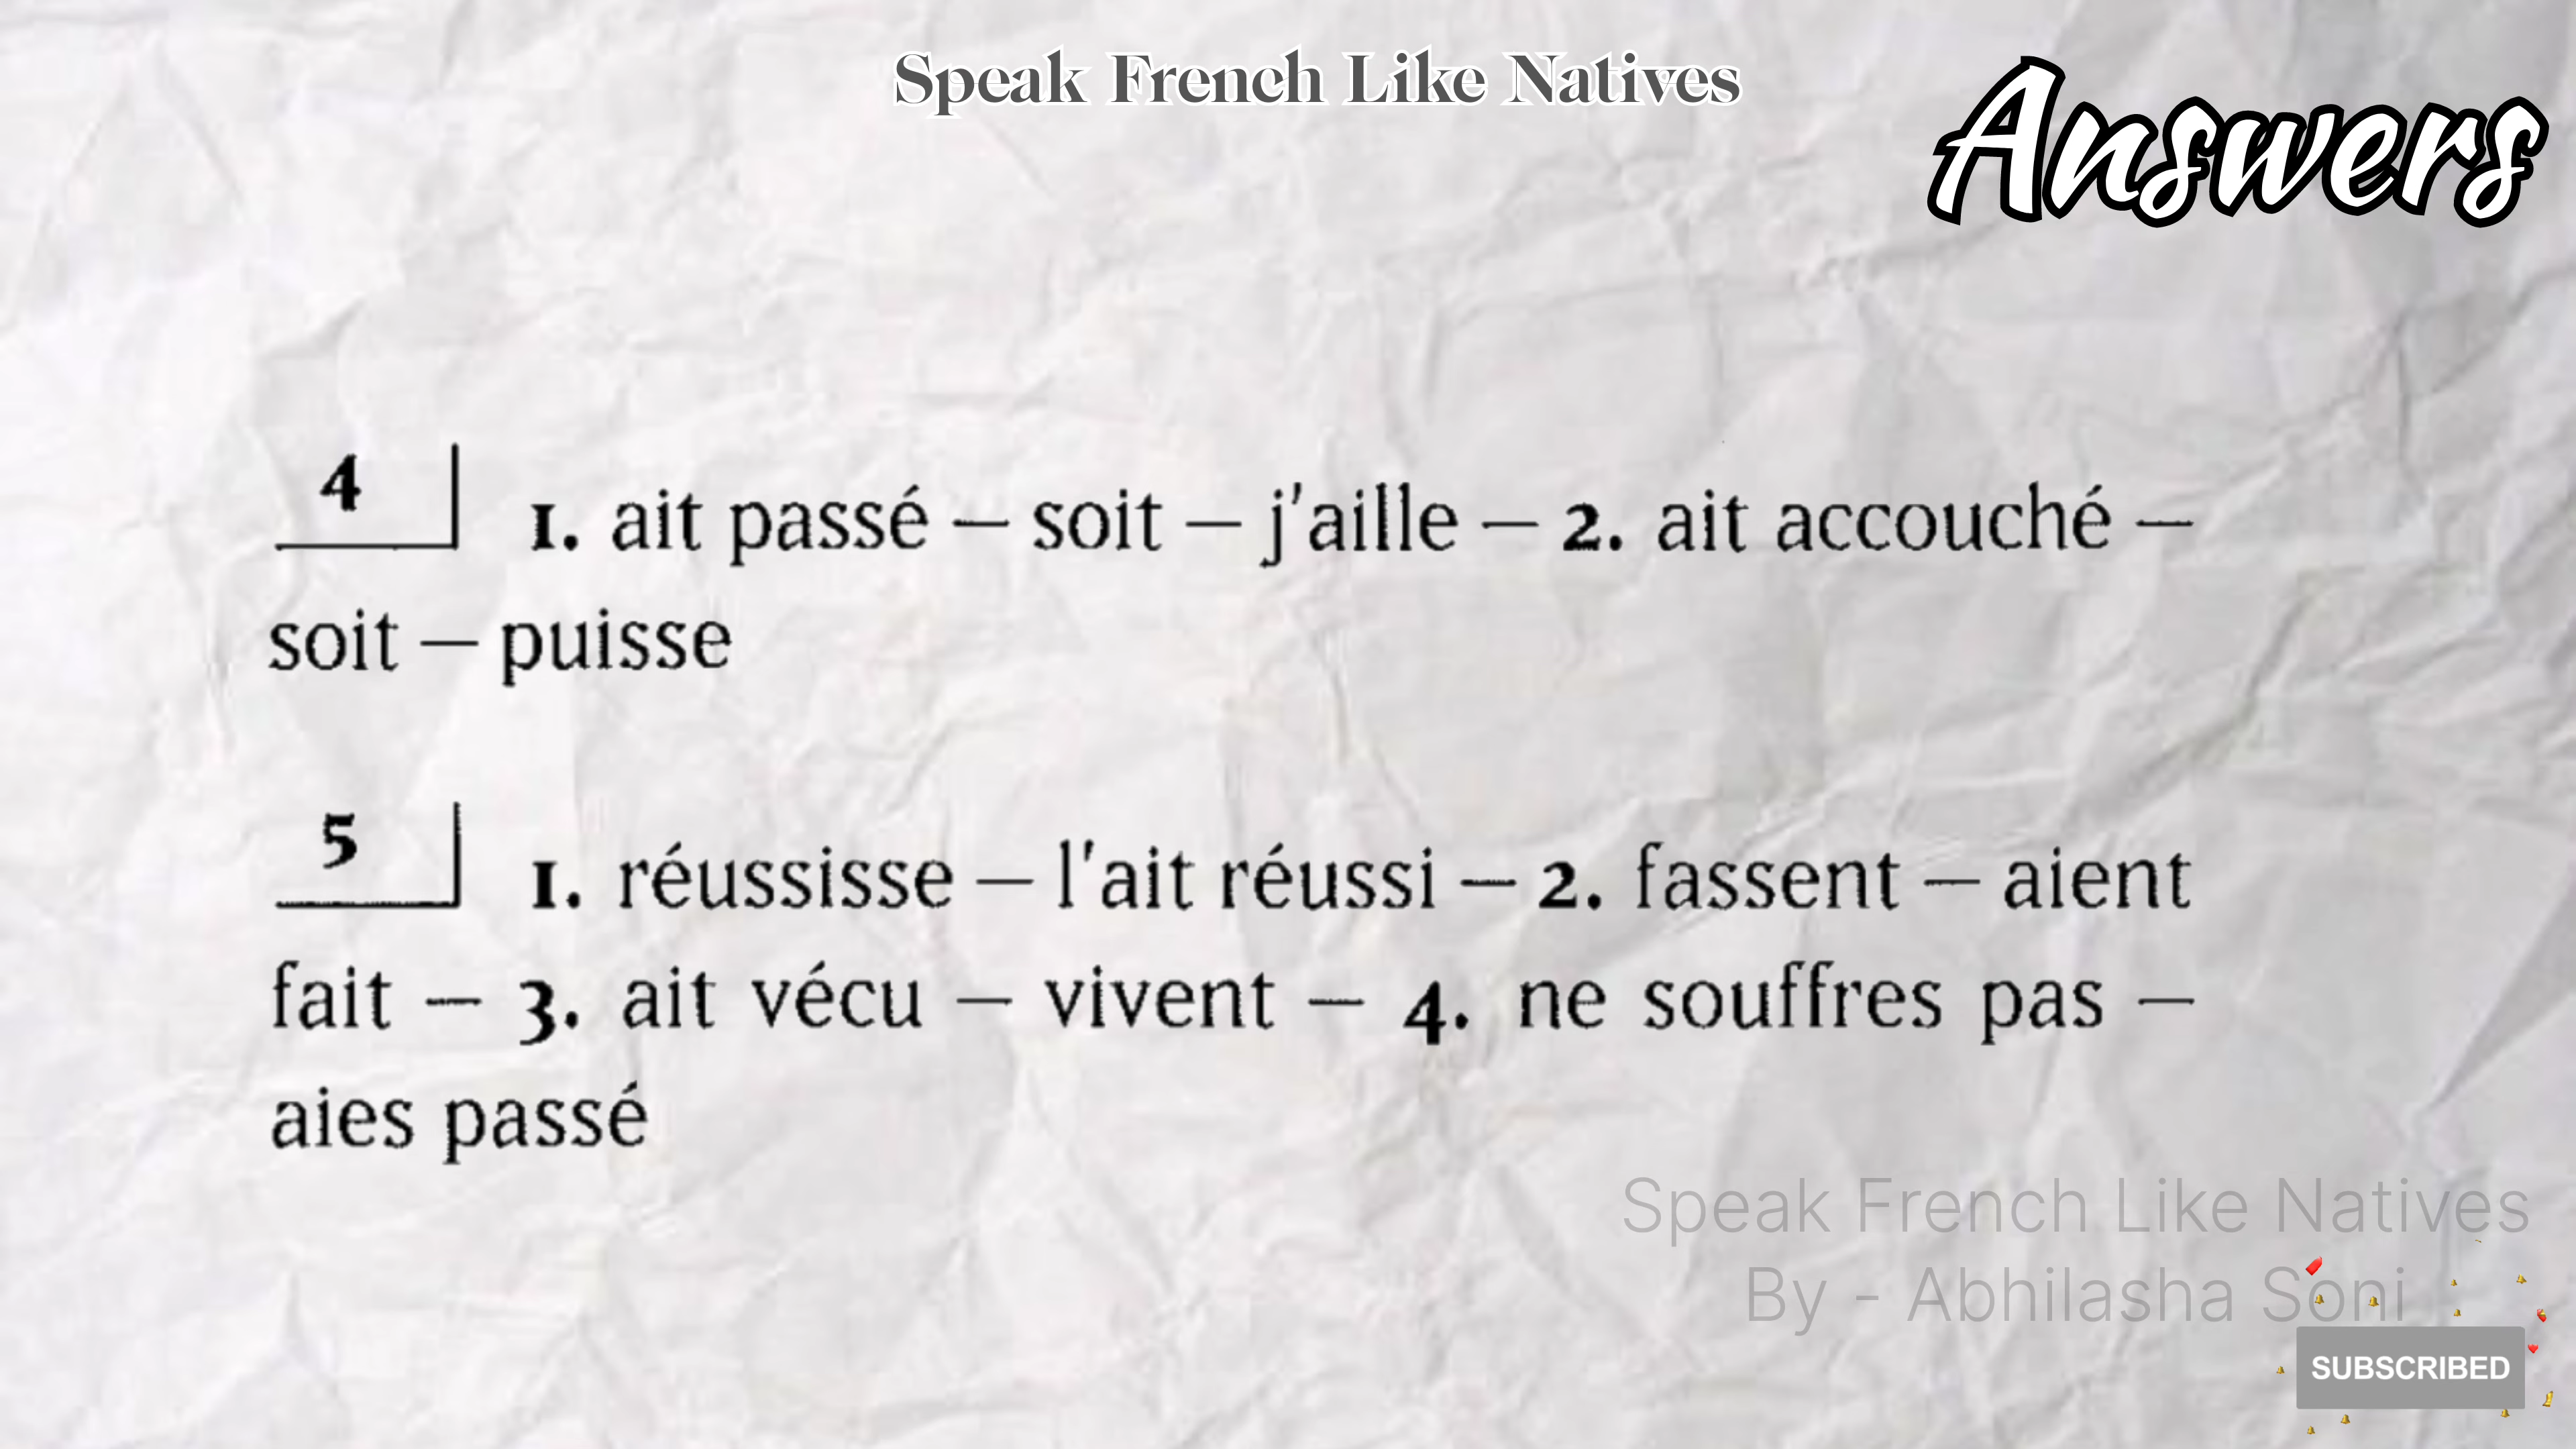 Speak French Like Natives
Answers
4 1. ait passé – soit – j'aille – 2. ait accouché –
soit – puisse
5 1. réussisse – l'ait réussi – 2. fassent – aient
fait – 3. ait vécu – vivent – 4. ne souffres pas –
aies passé
Speak French Like Natives
By - Abhilasha Soni
SUBSCRIBED